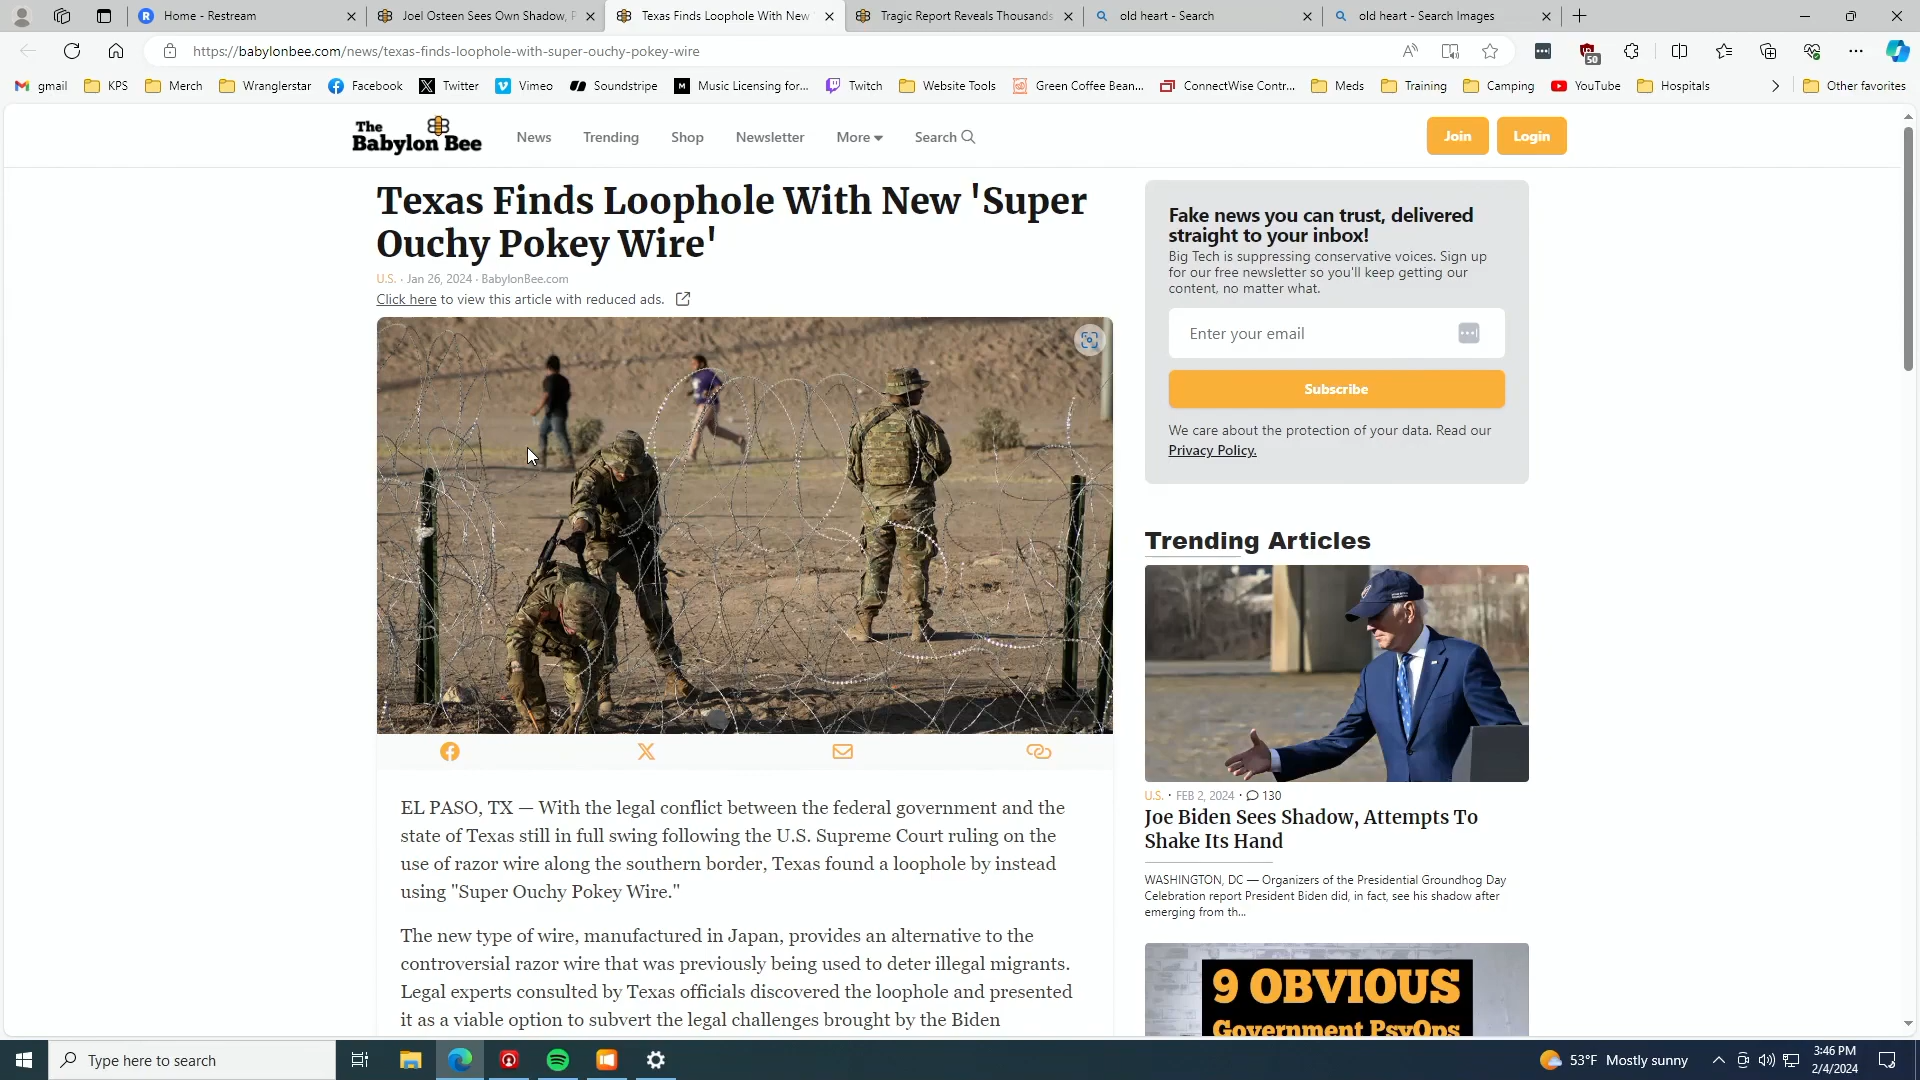 Home - Restream
Joel Osteen Sees Own Shadow, P
Texas Finds Loophole With New '
Tragic Report Reveals Thousands
old heart - Search
old heart - Search Images
https://babylonbee.com/news/texas-finds-loophole-with-super-ouchy-pokey-wire
50
gmail
KPS
Merch
Wranglerstar
Facebook
Twitter
Vimeo
Soundstripe
Music Licensing for...
Twitch
Website Tools
Green Coffee Bean...
ConnectWise Contr...
Meds
Training
Camping
YouTube
Hospitals
Other favorites
The
Babylon Bee
News
Trending
Shop
Newsletter
More
Search
Join
Login
Texas Finds Loophole With New 'Super
Ouchy Pokey Wire'
U.S. · Jan 26, 2024 · BabylonBee.com
Click here to view this article with reduced ads.
EL PASO, TX — With the legal conflict between the federal government and the
state of Texas still in full swing following the U.S. Supreme Court ruling on the
use of razor wire along the southern border, Texas found a loophole by instead
using "Super Ouchy Pokey Wire."
The new type of wire, manufactured in Japan, provides an alternative to the
controversial razor wire that was previously being used to deter illegal migrants.
Legal experts consulted by Texas officials discovered the loophole and presented
it as a viable option to subvert the legal challenges brought by the Biden
Fake news you can trust, delivered
straight to your inbox!
Big Tech is suppressing conservative voices. Sign up
for our free newsletter so you'll keep getting our
content, no matter what.
Enter your email
Subscribe
We care about the protection of your data. Read our
Privacy Policy.
Trending Articles
U.S. · FEB 2, 2024 · 130
Joe Biden Sees Shadow, Attempts To
Shake Its Hand
WASHINGTON, DC — Organizers of the Presidential Groundhog Day
Celebration report President Biden did, in fact, see his shadow after
emerging from th...
9 OBVIOUS
Government PsyOps
Type here to search
53°F Mostly sunny
3:46 PM
2/4/2024